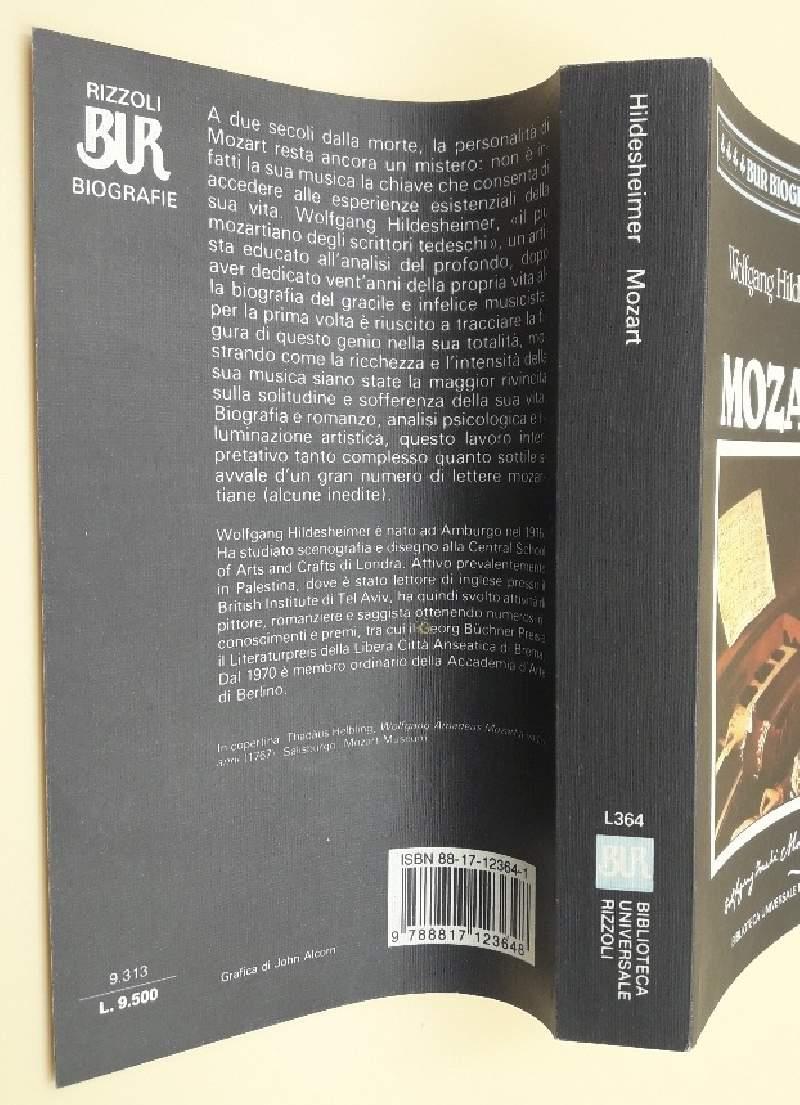 RIZZOLI
BUR
BIOGRAFIE
A due secoli dalla morte, la personalità di
Mozart resta ancora un mistero: non è in-
fatti la sua musica la chiave che consenta di
accedere alle esperienze esistenziali della
sua vita. Wolfgang Hildesheimer, «il più
mozartiano degli scrittori tedeschi», un arti-
sta educato all'analisi del profondo, dopo
aver dedicato vent'anni della propria vita al-
la biografia del gracile e infelice musicista
per la prima volta è riuscito a tracciare la fi-
gura di questo genio nella sua totalità, mo-
strando come la ricchezza e l'intensità della
sua musica siano state la maggior rivincita
sulla solitudine e sofferenza della sua vita.
Biografia e romanzo, analisi psicologica e il-
luminazione artistica, questo lavoro inter-
pretativo tanto complesso quanto sottile si
avvale d'un gran numero di lettere mozar-
tiane (alcune inedite).
Wolfgang Hildesheimer è nato ad Amburgo nel 1916.
Ha studiato scenografia e disegno alla Central School
of Arts and Crafts di Londra. Attivo prevalentemente
in Palestina, dove è stato lettore di inglese presso il
British Institute di Tel Aviv, ha quindi svolto attività di
pittore, romanziere e saggista ottenendo numerosi ri-
conoscimenti e premi, tra cui il Georg Büchner Preis e
il Literaturpreis della Libera Città Anseatica di Brema.
Dal 1970 è membro ordinario della Accademia d'Arte
di Berlino.
In copertina: Thadäus Helbling, Wolfgang Amadeus Mozart a
anni (1767). Salisburgo, Mozart Museum
ISBN 88-17-12364-1
9 788817 123648
Grafica di John Alcorn
9.313
L. 9.500
Hildesheimer Mozart
L364
BUR
BIBLIOTECA
UNIVERSALE
RIZZOLI
BUR BIOG
Wolfgang Hild
MOZA
Wolfgang
BIBLIOTECA UNIVERSALE